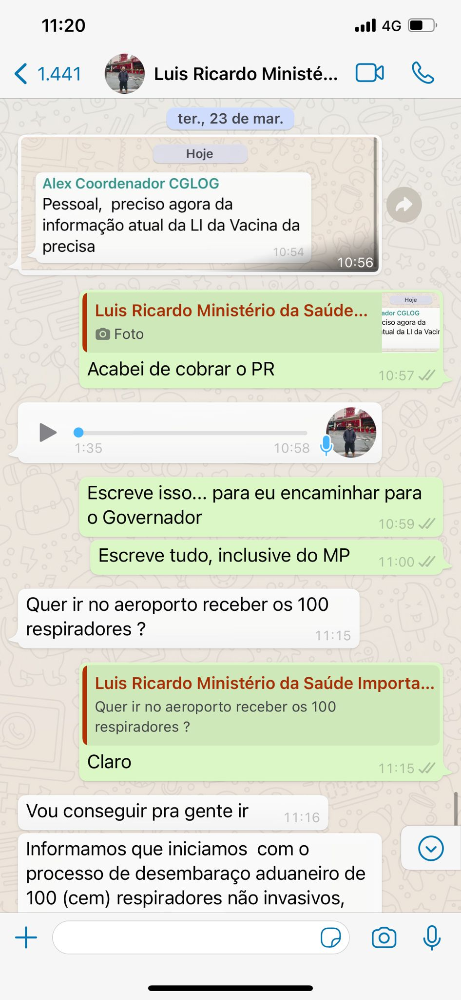 11:20
4G
1.441
Luis Ricardo Ministé...
ter., 23 de mar.
Hoje
Alex Coordenador CGLOG
Pessoal,  preciso agora da
informação atual da LI da Vacina da
precisa
10:54
10:56
Luis Ricardo Ministério da Saúde...
Foto
Hoje
ador CGLOG
ciso agora da
tual da LI da Vacir
Acabei de cobrar o PR
10:57
1:35
10:58
Escreve isso... para eu encaminhar para
o Governador
10:59
Escreve tudo, inclusive do MP
11:00
Quer ir no aeroporto receber os 100
respiradores ?
11:15
Luis Ricardo Ministério da Saúde Importa...
Quer ir no aeroporto receber os 100
respiradores ?
Claro
11:15
Vou conseguir pra gente ir
11:16
Informamos que iniciamos  com o
processo de desembaraço aduaneiro de
100 (cem) respiradores não invasivos,